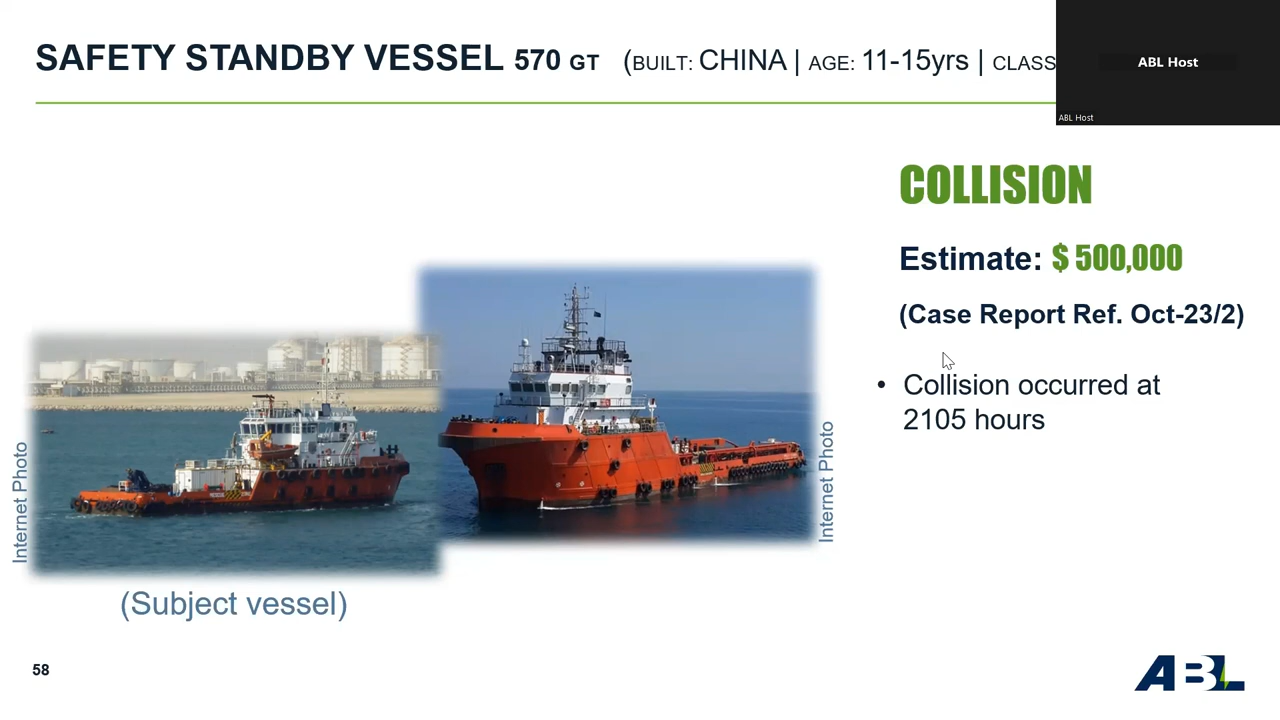 SAFETY STANDBY VESSEL 570 GT (BUILT: CHINA | AGE: 11-15yrs | CLASS
ABL Host
ABL Host
COLLISION
Estimate: $ 500,000
(Case Report Ref. Oct-23/2)
• Collision occurred at
2105 hours
Internet Photo
Internet Photo
(Subject vessel)
58
ABL